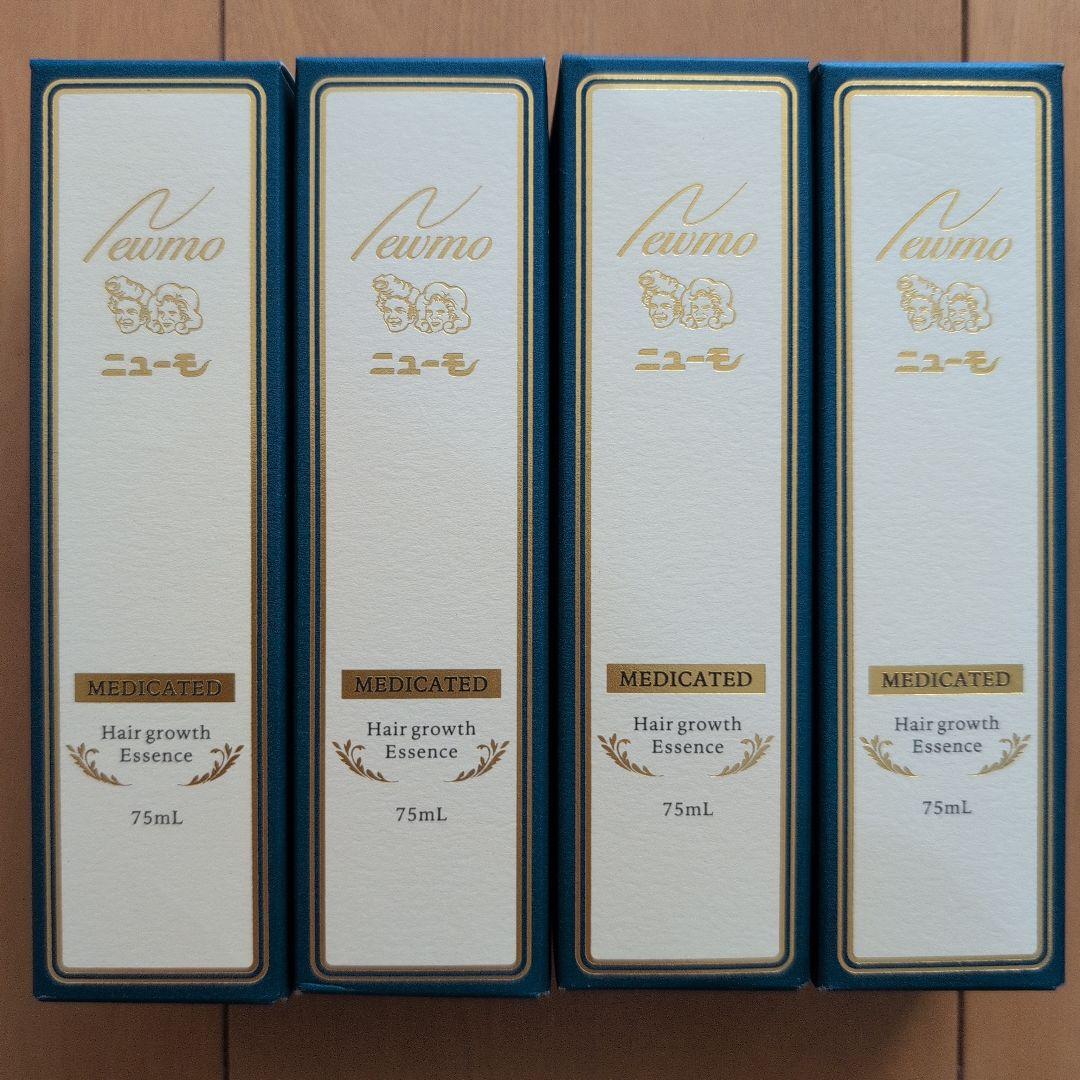 Newmo
ニューモ
MEDICATED
Hair growth
Essence
75mL
Newmo
ニューモ
MEDICATED
Hair growth
Essence
75mL
Newmo
ニューモ
MEDICATED
Hair growth
Essence
75mL
Newmo
ニューモ
MEDICATED
Hair growth
Essence
75mL